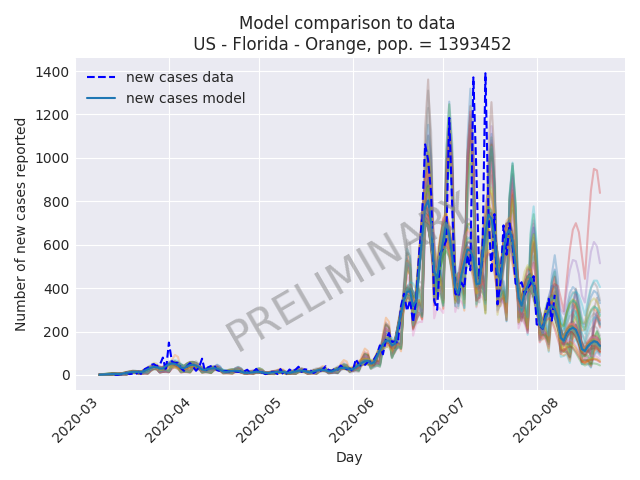 Model comparison to data
US - Florida - Orange, pop. = 1393452
new cases data
new cases model
Number of new cases reported
1400
1200
1000
800
600
400
200
0
PRELIMINARY
2020-03
2020-04
2020-05
2020-06
2020-07
2020-08
Day